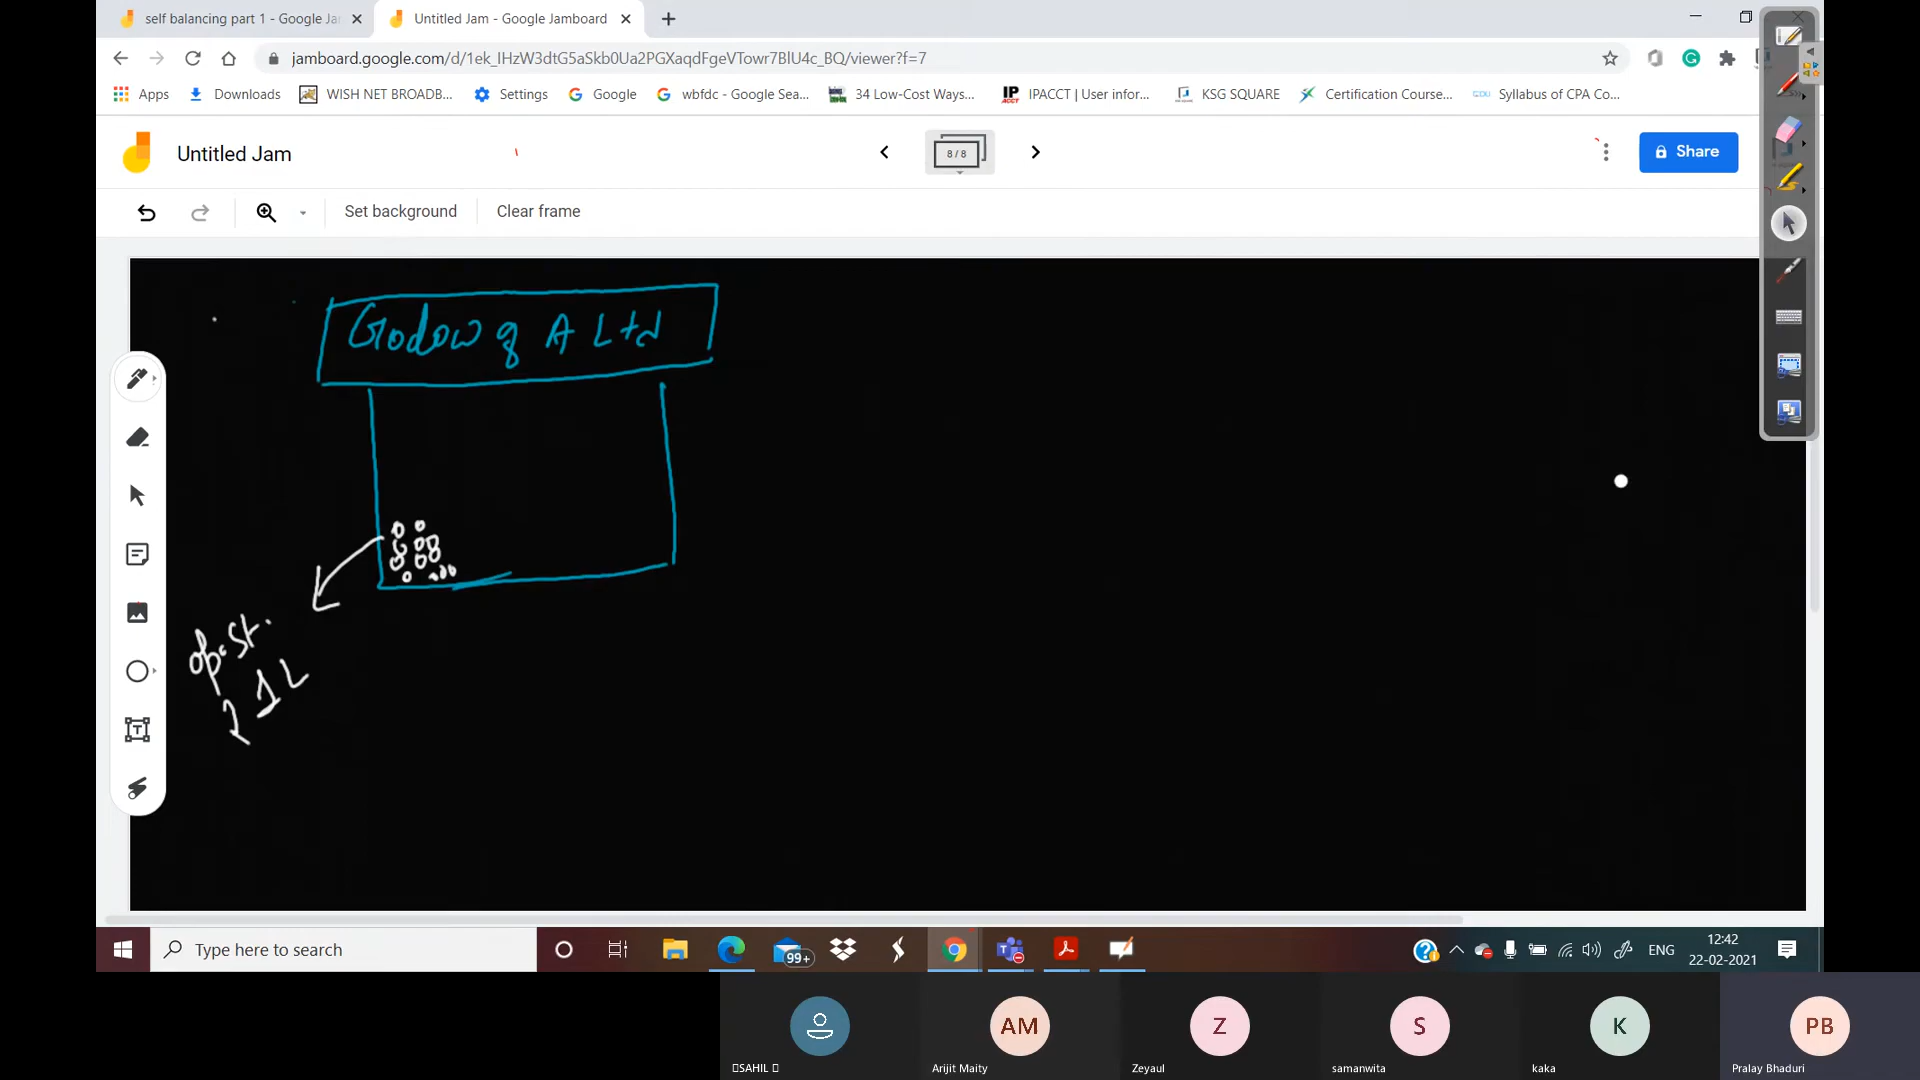 self balancing part 1 - Google Ja
Untitled Jam - Google Jamboard
jamboard.google.com/d/1ek_IHzW3dtG5aSkb0Ua2PGXaqdFgeVTowr7BlU4c_BQ/viewer?f=7
Apps
Downloads
WISH NET BROADB...
Settings
Google
wbfdc - Google Sea...
34 Low-Cost Ways...
IPACCT | User infor...
KSG SQUARE
Certification Course...
Syllabus of CPA Co...
Untitled Jam
8 / 8
Share
Set background
Clear frame
Godow of A Ltd
op.St.
1 L
Type here to search
99+
ENG
12:42
22-02-2021
AM
Z
S
K
PB
SAHIL
Arijit Maity
Zeyaul
samanwita
kaka
Pralay Bhaduri